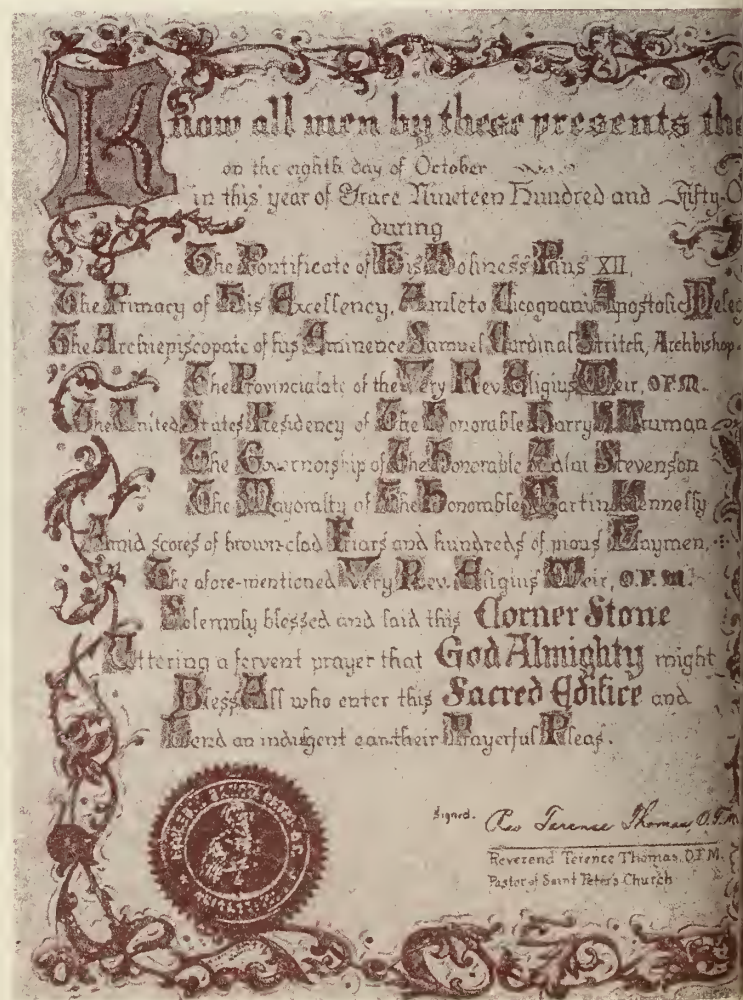 Know all men by these presents th
on the eighth day of October
in this year of Grace Nineteen Hundred and Fifty-O
during
The Pontificate of His Holiness Pius XII,
The Primacy of His Excellency, Amleto Cicognani Apostolic Deleg
The Archiepiscopate of his Eminence Samuel Cardinal Stritch, Archbishop
The Provincialate of the Very Rev. Eligius Weir, O.F.M.
The United States Presidency of The Honorable Harry S Truman
The Governorship of The Honorable Adlai Stevenson
The Mayoralty of The Honorable Martin Kennelly
Amid scores of brown-clad Friars and hundreds of pious Laymen,
The afore-mentioned Very Rev. Eligius Weir, O.F.M.
Solemnly blessed and laid this Corner Stone
Uttering a fervent prayer that God Almighty might
Bless All who enter this Sacred Edifice and
Lend an indulgent ear their Prayerful Pleas.
Signed. Rev Terence Thomas, O.F.M
Reverend Terence Thomas, O.F.M.
Pastor of Saint Peter's Church